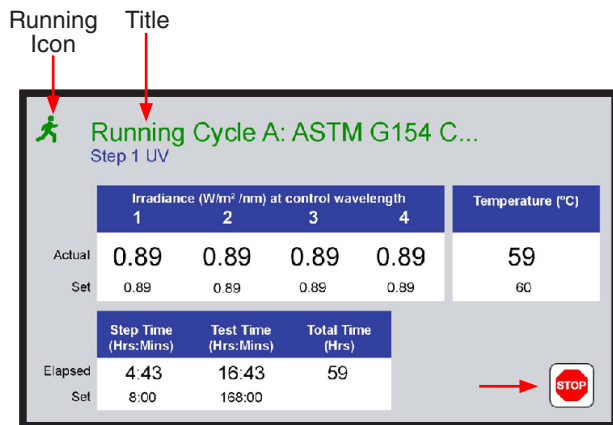 Running Icon
Title
Running Cycle A: ASTM G154 C...
Step 1 UV
Irradiance (W/m² /nm) at control wavelength
1 2 3 4
Temperature (°C)
Actual 0.89 0.89 0.89 0.89 59
Set 0.89 0.89 0.89 0.89 60
Step Time (Hrs:Mins) Test Time (Hrs:Mins) Total Time (Hrs)
Elapsed 4:43 16:43 59
Set 8:00 168:00
STOP